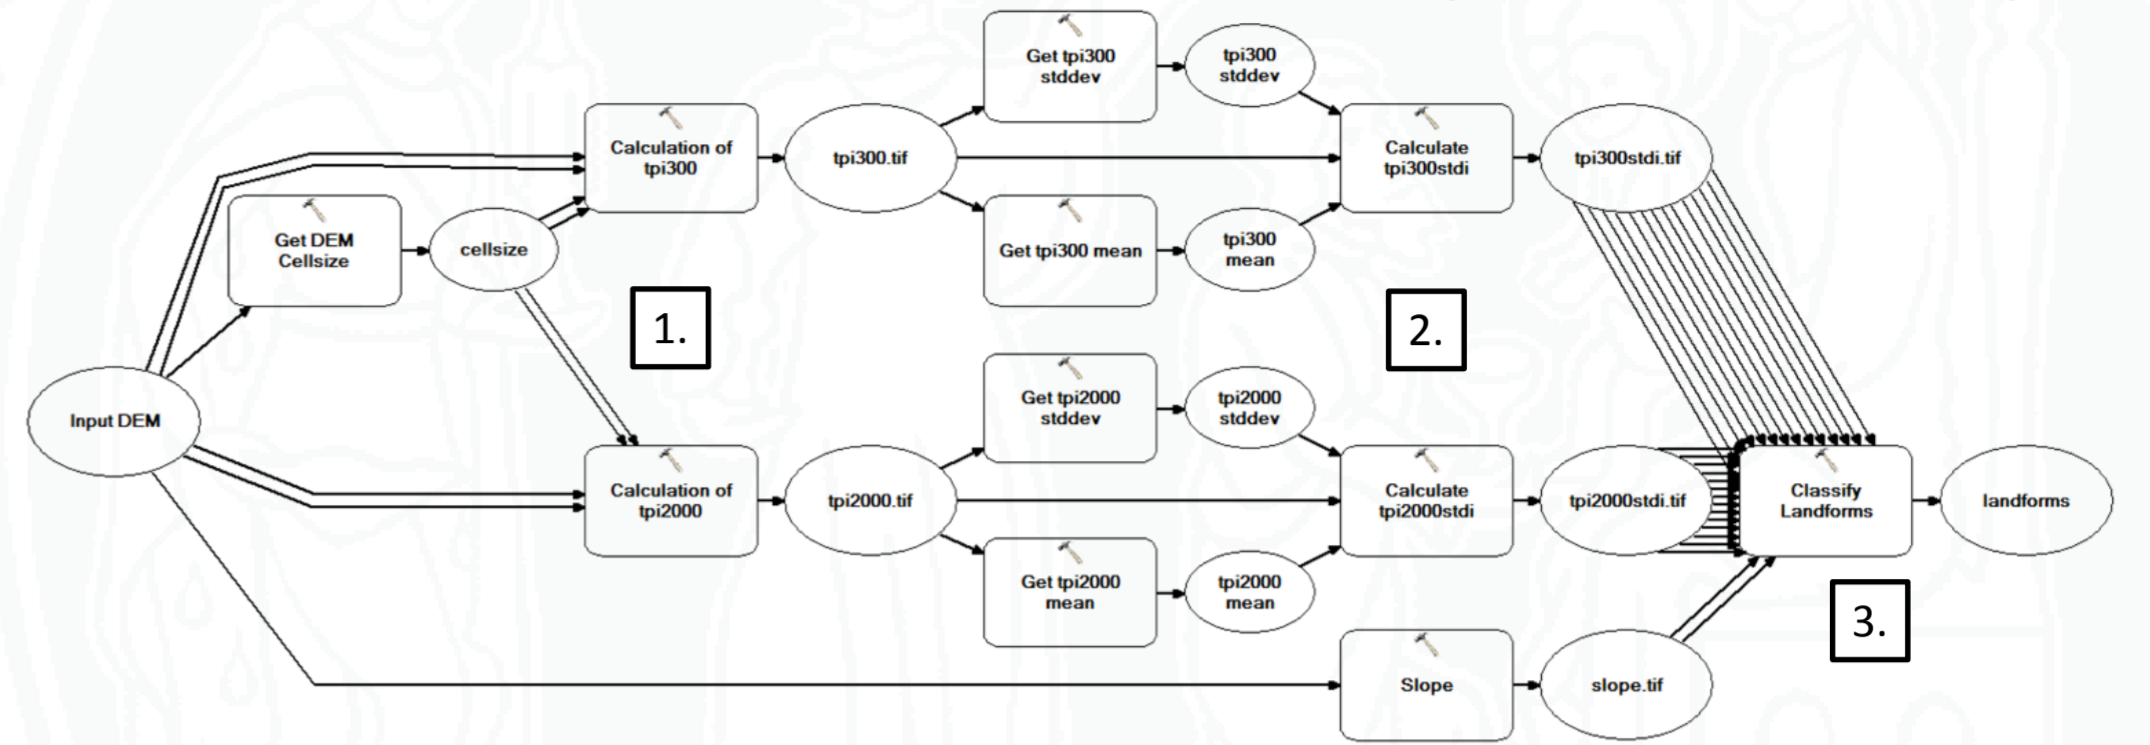 Get tpi300
stddev
tpi300
stddev
Calculation of
tpi300
tpi300.tif
Calculate
tpi300stdi
tpi300stdi.tif
Get DEM
Cellsize
cellsize
Get tpi300 mean
tpi300
mean
1.
2.
Input DEM
Get tpi2000
stddev
tpi2000
stddev
Calculation of
tpi2000
tpi2000.tif
Calculate
tpi2000stdi
tpi2000stdi.tif
Classify
Landforms
landforms
Get tpi2000
mean
tpi2000
mean
3.
Slope
slope.tif